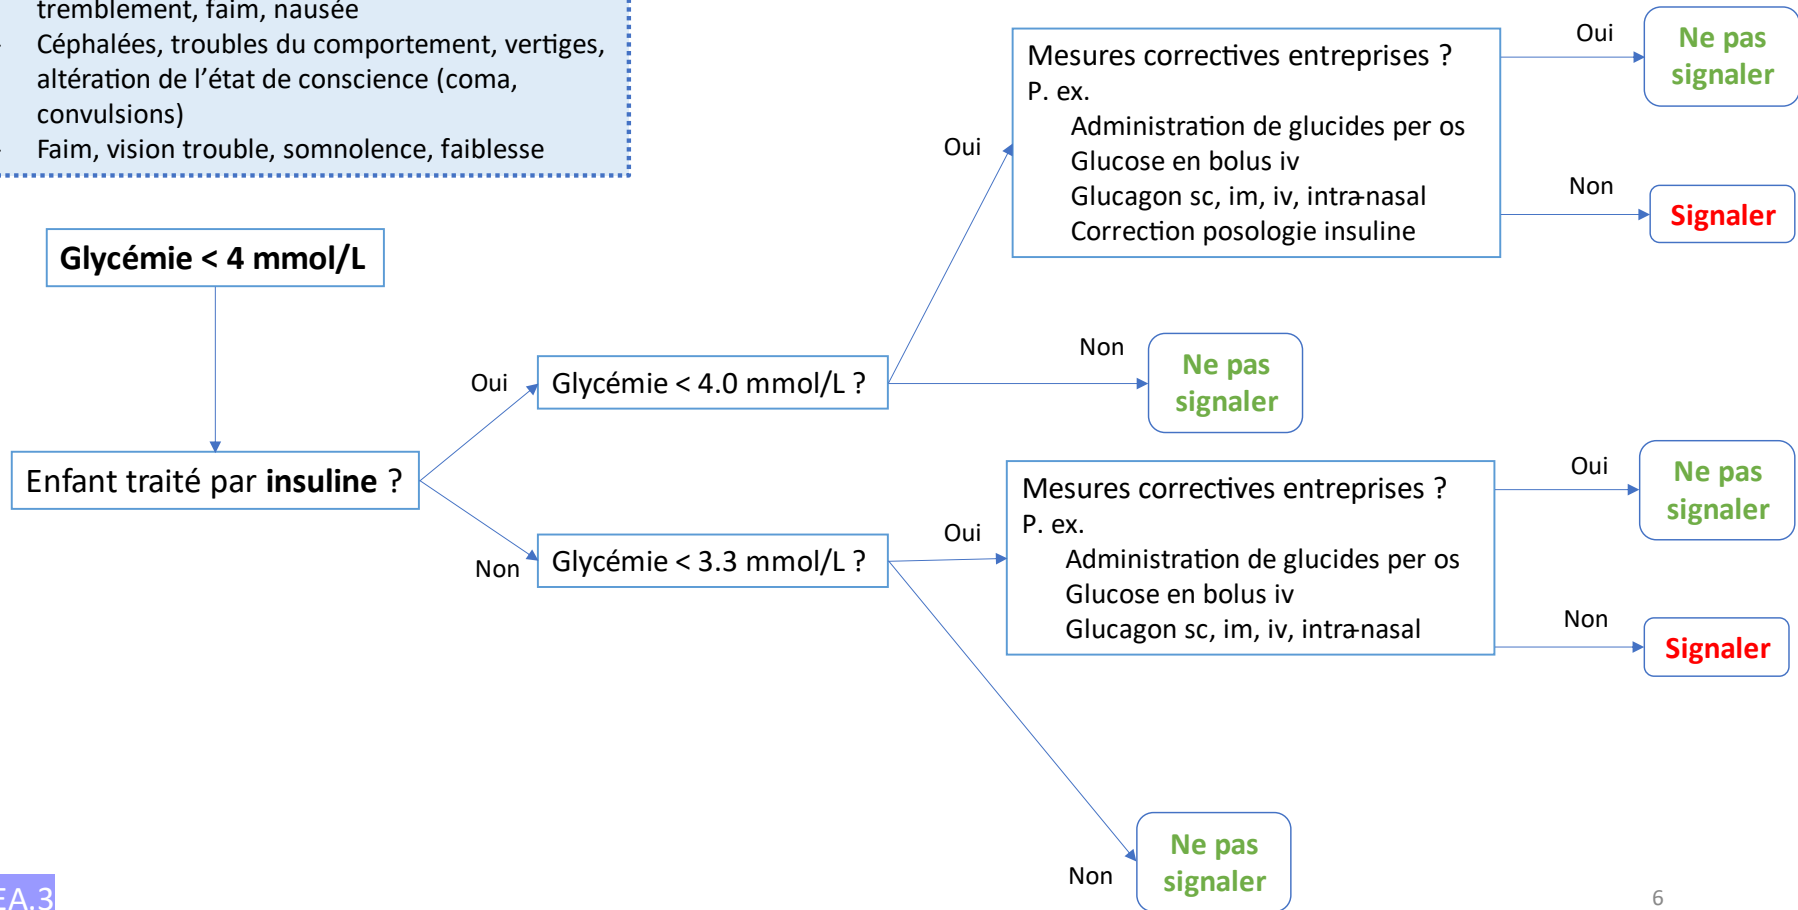 tremblement, faim, nausée
- Céphalées, troubles du comportement, vertiges,
altération de l'état de conscience (coma,
convulsions)
- Faim, vision trouble, somnolence, faiblesse
Glycémie < 4 mmol/L
Enfant traité par insuline ?
Oui
Glycémie < 4.0 mmol/L ?
Oui
Mesures correctives entreprises ?
P. ex.
Administration de glucides per os
Glucose en bolus iv
Glucagon sc, im, iv, intra-nasal
Correction posologie insuline
Oui
Ne pas
signaler
Non
Signaler
Non
Ne pas
signaler
Non
Glycémie < 3.3 mmol/L ?
Oui
Mesures correctives entreprises ?
P. ex.
Administration de glucides per os
Glucose en bolus iv
Glucagon sc, im, iv, intra-nasal
Oui
Ne pas
signaler
Non
Signaler
Non
Ne pas
signaler
EA.3
6